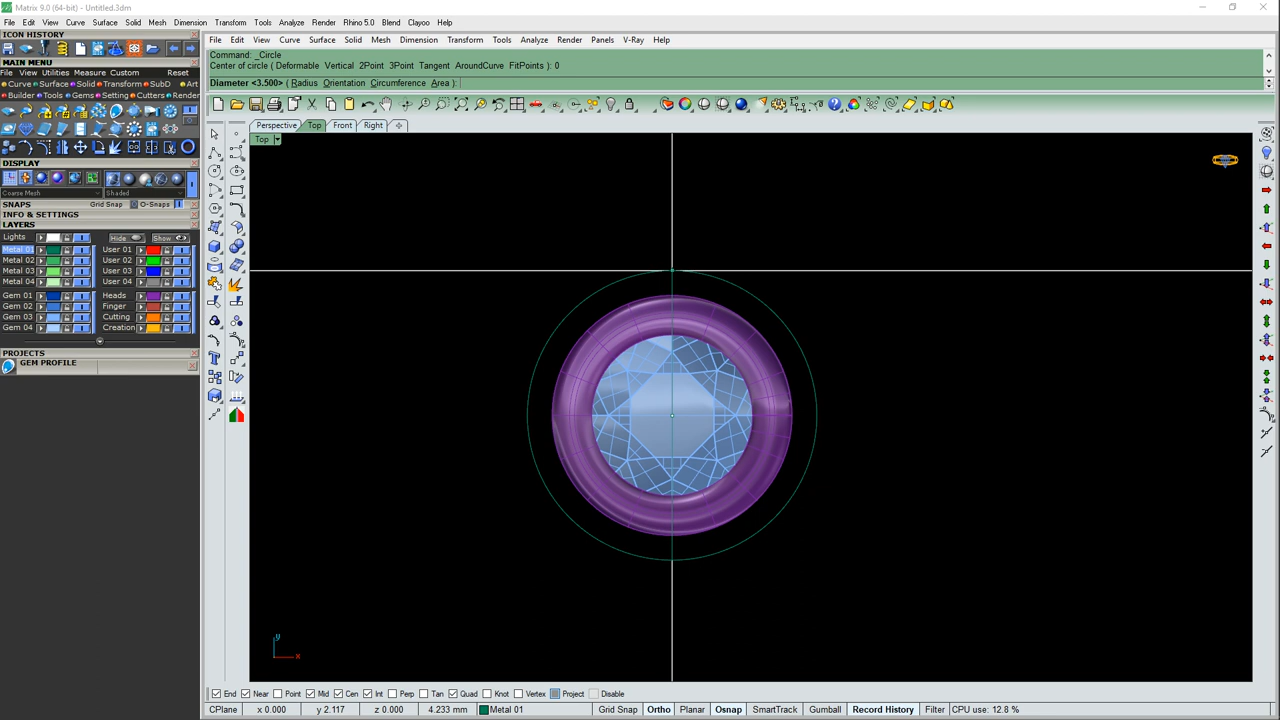 Matrix 9.0 (64-bit) - Untitled.3dm
File Edit View Curve Surface Solid Mesh Dimension Transform Tools Analyze Render Rhino 5.0 Blend Clayoo Help
ICON HISTORY
MAIN MENU
File View Utilities Measure Custom Reset
Curve Surface Solid Transform SubD Art
Builder Tools Gems Setting Cutters Render
DISPLAY
Coarse Mesh Shaded
SNAPS Grid Snap O-Snaps
INFO & SETTINGS
LAYERS
Lights Hide Show
Metal 01 User 01
Metal 02 User 02
Metal 03 User 03
Metal 04 User 04
Gem 01 Heads
Gem 02 Finger
Gem 03 Cutting
Gem 04 Creation
PROJECTS
GEM PROFILE
File Edit View Curve Surface Solid Mesh Dimension Transform Tools Analyze Render Panels V-Ray Help
Command: _Circle
Center of circle ( Deformable Vertical 2Point 3Point Tangent AroundCurve FitPoints ): 0
Diameter <3.500> ( Radius Orientation Circumference Area ):
Perspective Top Front Right
Top
y
x
End Near Point Mid Cen Int Perp Tan Quad Knot Vertex Project Disable
CPlane x 0.000 y 2.117 z 0.000 4.233 mm Metal 01 Grid Snap Ortho Planar Osnap SmartTrack Gumball Record History Filter CPU use: 12.8 %